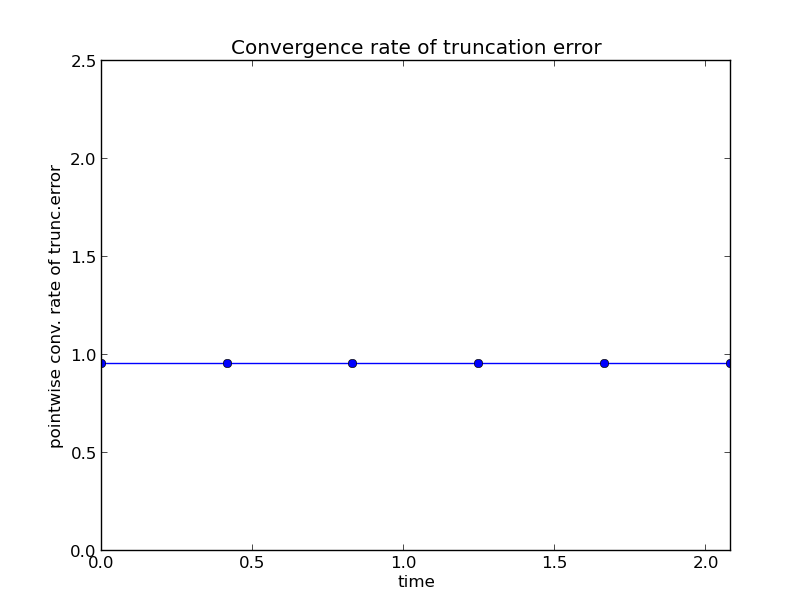 Convergence rate of truncation error
2.5
2.0
1.5
1.0
0.5
0.0
pointwise conv. rate of trunc.error
0.0 0.5 1.0 1.5 2.0
time